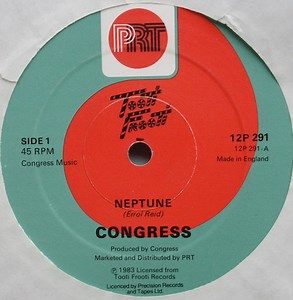 PRT
Tooti
Frooti
SIDE 1
45 RPM
Congress Music
12P 291
12P 291-A
Made in England
NEPTUNE
(Errol Reid)
CONGRESS
Produced by Congress
Marketed and Distributed by PRT
℗ 1983 Licensed from
Tooti Frooti Records
Licenced by Precision Records
and Tapes Ltd.